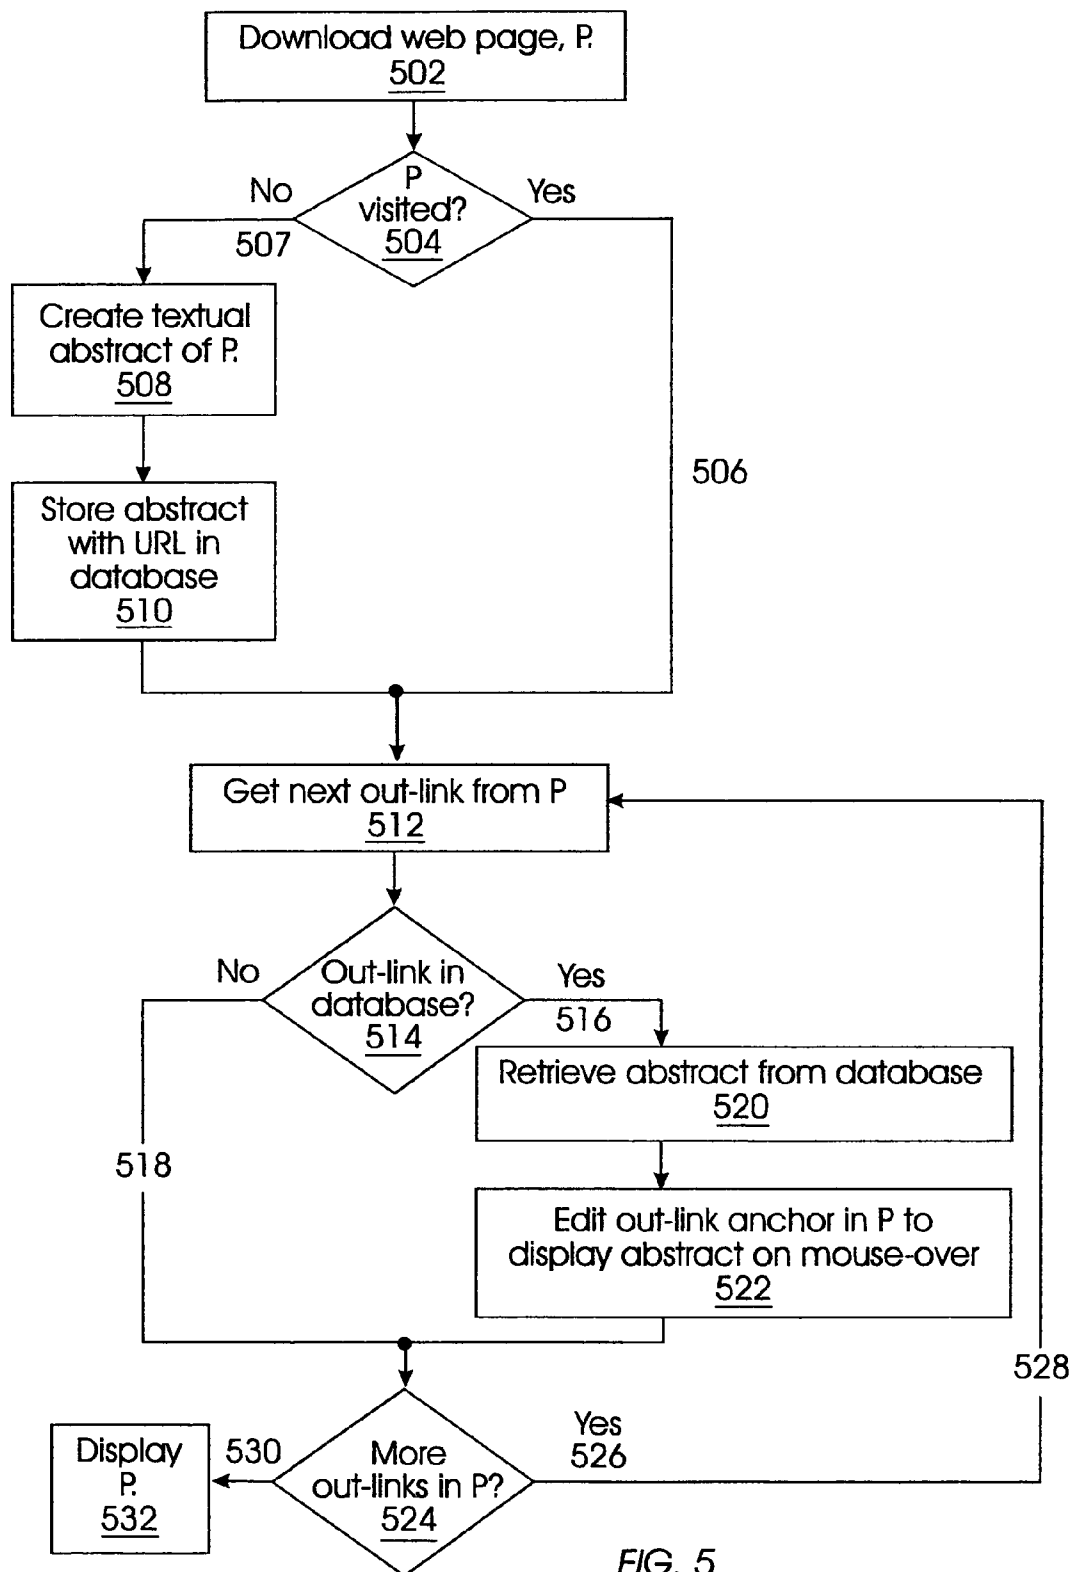 Download web page, P.
502
No
Yes
P
visited?
504
507
Create textual
abstract of P.
508
506
Store abstract
with URL in
database
510
Get next out-link from P
512
No
Out-link in
database?
514
Yes
516
Retrieve abstract from database
520
518
Edit out-link anchor in P to
display abstract on mouse-over
522
528
Display
P.
532
530
More
out-links in P?
524
Yes
526
FIG. 5